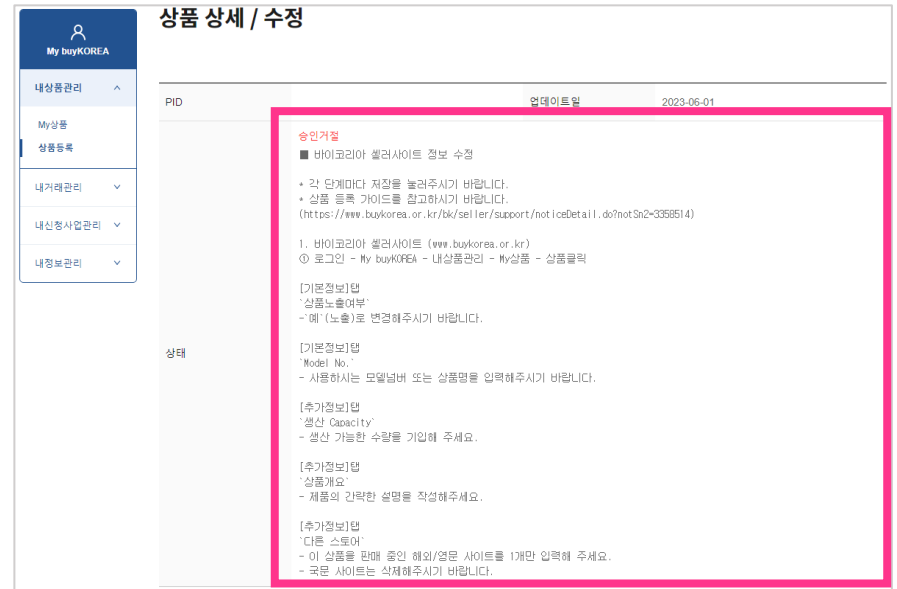 상품 상세 / 수정
My buyKOREA
내상품관리
My상품
상품등록
내거래관리
내신청사업관리
내정보관리
PID
업데이트일
2023-06-01
상태
승인거절
■ 바이코리아 셀러사이트 정보 수정
* 각 단계마다 저장을 눌러주시기 바랍니다.
* 상품 등록 가이드를 참고하시기 바랍니다.
(https://www.buykorea.or.kr/bk/seller/support/noticeDetail.do?notSn2=3358514)
1. 바이코리아 셀러사이트 (www.buykorea.or.kr)
① 로그인 - My buyKOREA - 내상품관리 - My상품 - 상품클릭
[기본정보]탭
`상품노출여부`
-`예`(노출)로 변경해주시기 바랍니다.
[기본정보]탭
`Model No.`
- 사용하시는 모델넘버 또는 상품명을 입력해주시기 바랍니다.
[추가정보]탭
`생산 Capacity`
- 생산 가능한 수량을 기입해 주세요.
[추가정보]탭
`상품개요`
- 제품의 간략한 설명을 작성해주세요.
[추가정보]탭
`다른 스토어`
- 이 상품을 판매 중인 해외/영문 사이트를 1개만 입력해 주세요.
- 국문 사이트는 삭제해주시기 바랍니다.